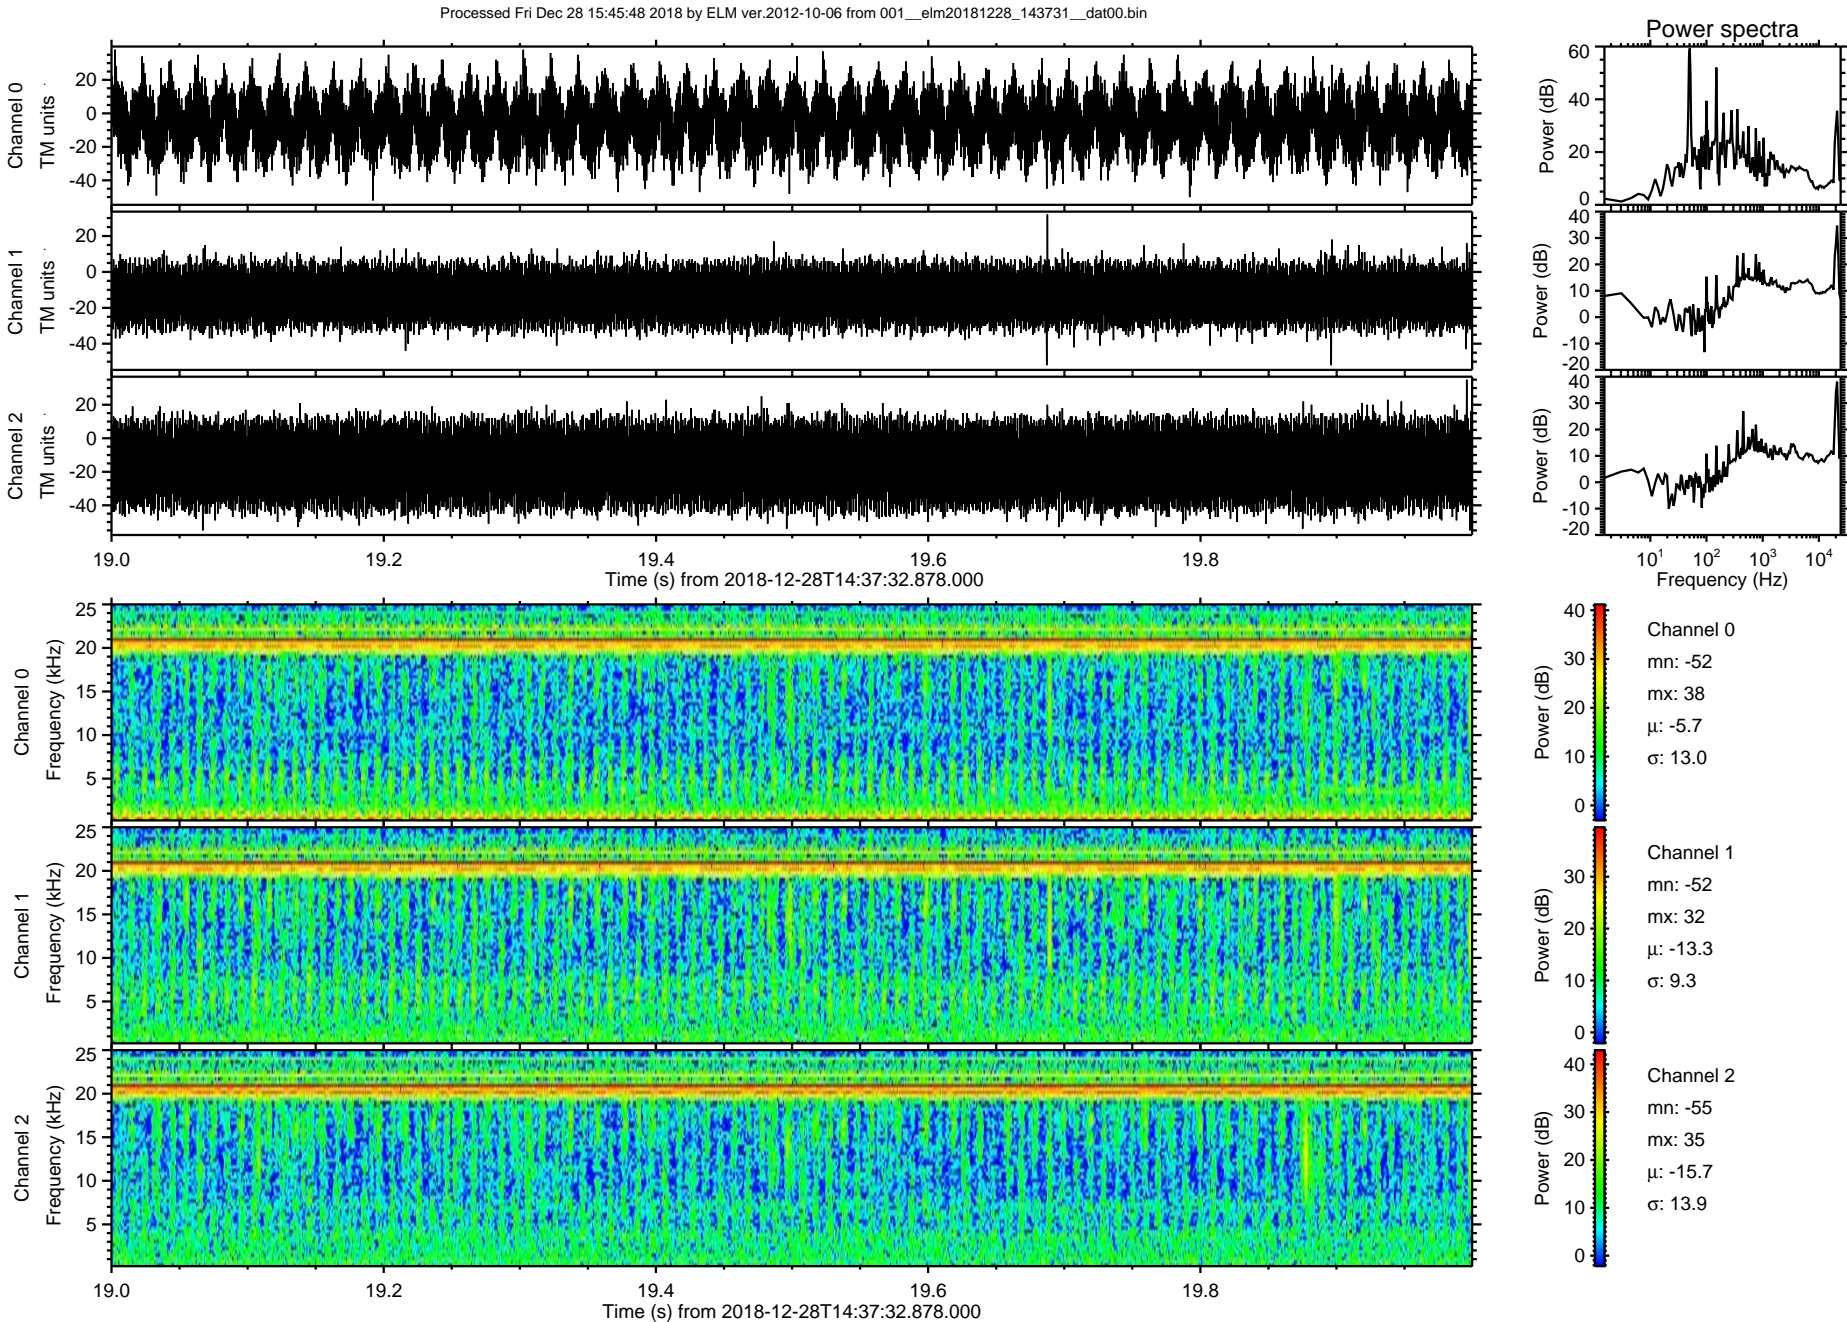 Processed Fri Dec 28 15:45:48 2018 by ELM ver.2012-10-06 from 001__elm20181228_143731__dat00.bin
Power spectra
Channel 0
TM units
20
0
-20
-40
Power (dB)
60
40
20
0
Channel 1
TM units
20
0
-20
-40
Power (dB)
40
30
20
10
0
-10
-20
Channel 2
TM units
20
0
-20
-40
Power (dB)
40
30
20
10
0
-10
-20
19.0 19.2 19.4 19.6 19.8
Time (s) from 2018-12-28T14:37:32.878.000
10¹ 10² 10³ 10⁴
Frequency (Hz)
Channel 0
Frequency (kHz)
25
20
15
10
5
Power (dB)
40
30
20
10
0
Channel 0
mn: -52
mx: 38
μ: -5.7
σ: 13.0
Channel 1
Frequency (kHz)
25
20
15
10
5
Power (dB)
30
20
10
0
Channel 1
mn: -52
mx: 32
μ: -13.3
σ: 9.3
Channel 2
Frequency (kHz)
25
20
15
10
5
Power (dB)
40
30
20
10
0
Channel 2
mn: -55
mx: 35
μ: -15.7
σ: 13.9
19.0 19.2 19.4 19.6 19.8
Time (s) from 2018-12-28T14:37:32.878.000